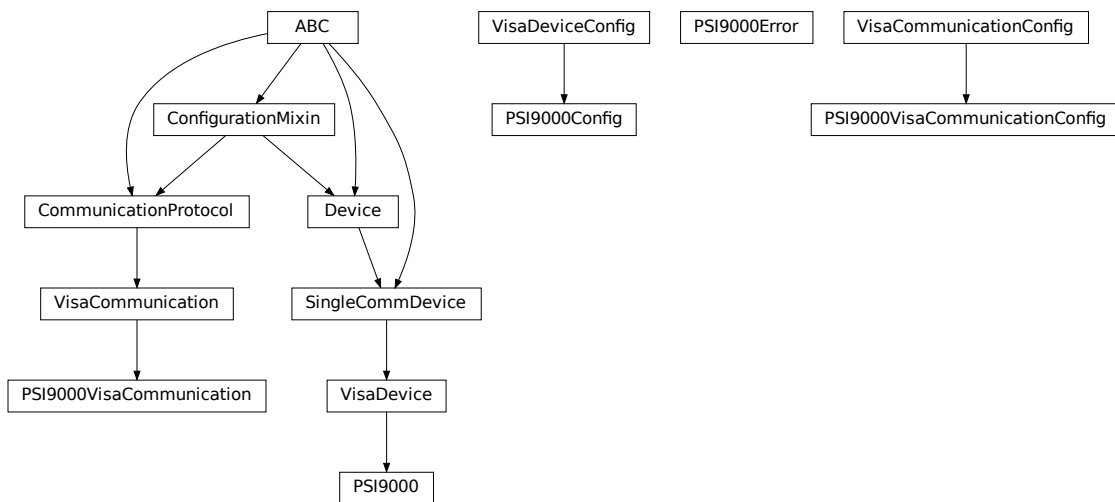 ABC
VisaDeviceConfig
PSI9000Error
VisaCommunicationConfig
ConfigurationMixin
PSI9000Config
PSI9000VisaCommunicationConfig
CommunicationProtocol
Device
VisaCommunication
SingleCommDevice
PSI9000VisaCommunication
VisaDevice
PSI9000